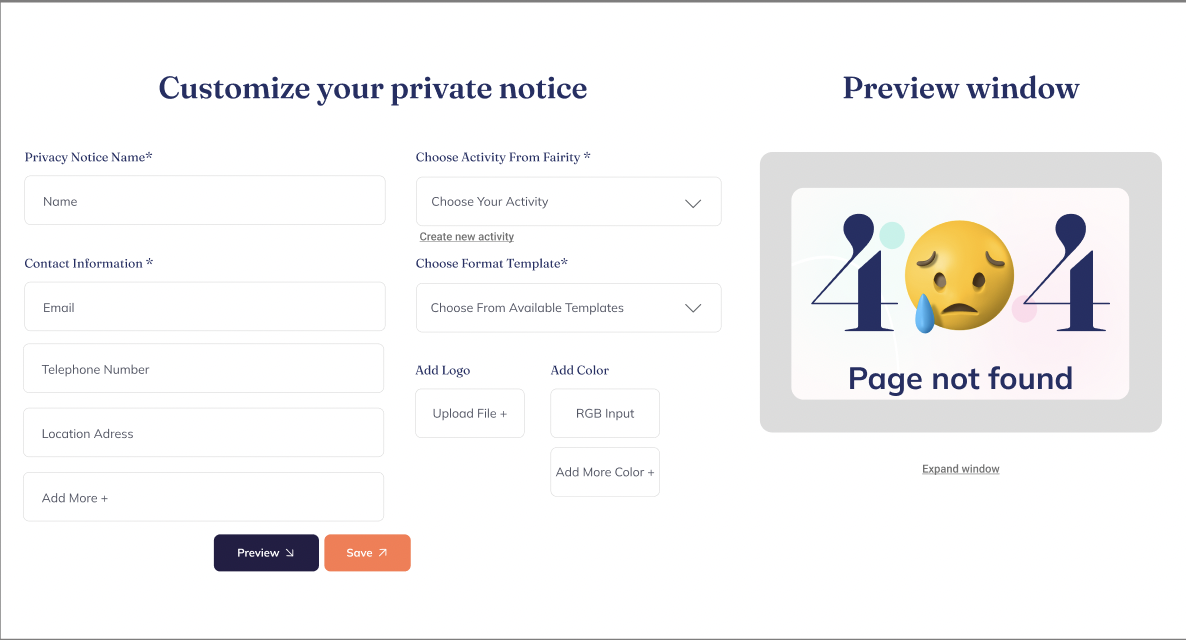 Customize your private notice
Preview window
Privacy Notice Name*
Name
Contact Information *
Email
Telephone Number
Location Adress
Add More +
Choose Activity From Fairity *
Choose Your Activity
Create new activity
Choose Format Template*
Choose From Available Templates
Add Logo
Upload File +
Add Color
RGB Input
Add More Color +
Preview
Save
4 4
Page not found
Expand window